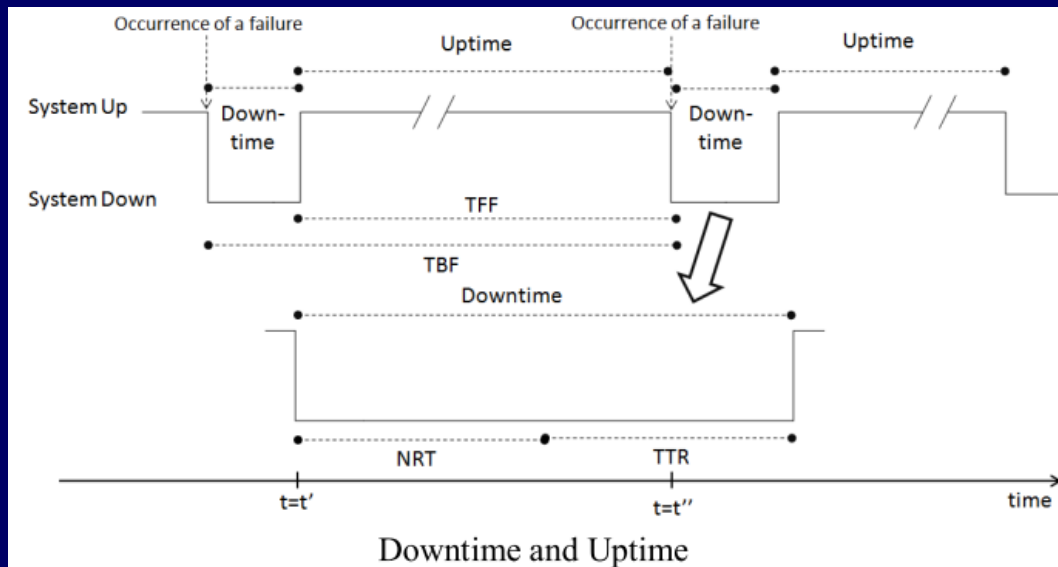 Occurrence of a failure
Occurrence of a failure
Uptime
Uptime
System Up
Down-
time
Down-
time
System Down
TFF
TBF
Downtime
NRT
TTR
t=t'
t=t''
time
Downtime and Uptime